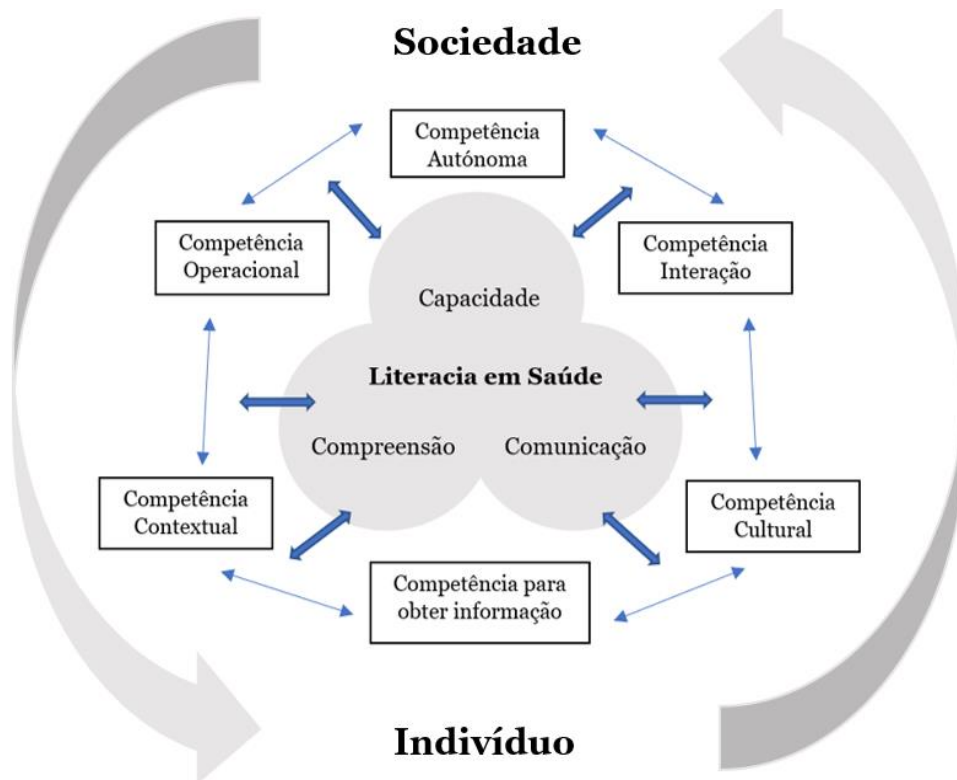 Sociedade
Competência
Autónoma
Competência
Operacional
Competência
Interação
Capacidade
Literacia em Saúde
Compreensão
Comunicação
Competência
Contextual
Competência
Cultural
Competência para
obter informação
Indivíduo